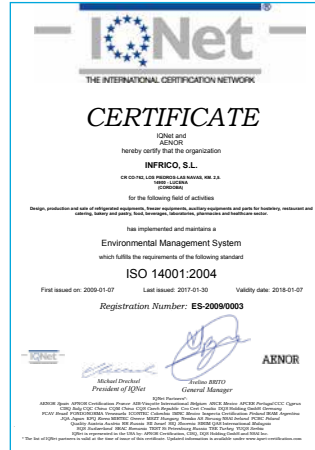 IQNet
®
THE INTERNATIONAL CERTIFICATION NETWORK
CERTIFICATE
IQNet and
AENOR
hereby certify that the organization
INFRICO, S.L.
CR CO-762, LOS PIEDROS-LAS NAVAS, KM. 2,5.
14900 - LUCENA
(CORDOBA)
for the following field of activities
Design, production and sale of refrigerated equipments, freezer equipments, auxiliary equipments and parts for hostelery, restaurant and
catering, bakery and pastry, food, beverages, laboratories, pharmacies and healthcare sector.
has implemented and maintains a
Environmental Management System
which fulfills the requirements of the following standard
ISO 14001:2004
First issued on: 2009-01-07 Last issued: 2017-01-30 Validity date: 2018-01-07
Registration Number: ES-2009/0003
IQNet
AENOR
Michael Drechsel Avelino BRITO
President of IQNet General Manager
IQNet Partners*: